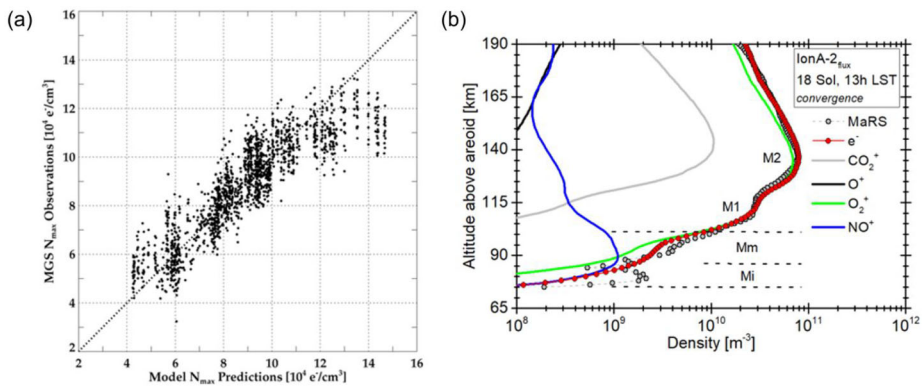 (a)
MGS Nmax Observations [10⁴ e⁻/cm³]
16
14
12
10
8
6
4
2
2 4 6 8 10 12 14 16
Model Nmax Predictions [10⁴ e⁻/cm³]
(b)
Altitude above areoid [km]
190
165
140
115
90
65
IonA-2flux
18 Sol, 13h LST
convergence
MaRS
e⁻
CO₂⁺
O⁺
O₂⁺
NO⁺
M2
M1
Mm
Mi
10⁸ 10⁹ 10¹⁰ 10¹¹ 10¹²
Density [m⁻³]